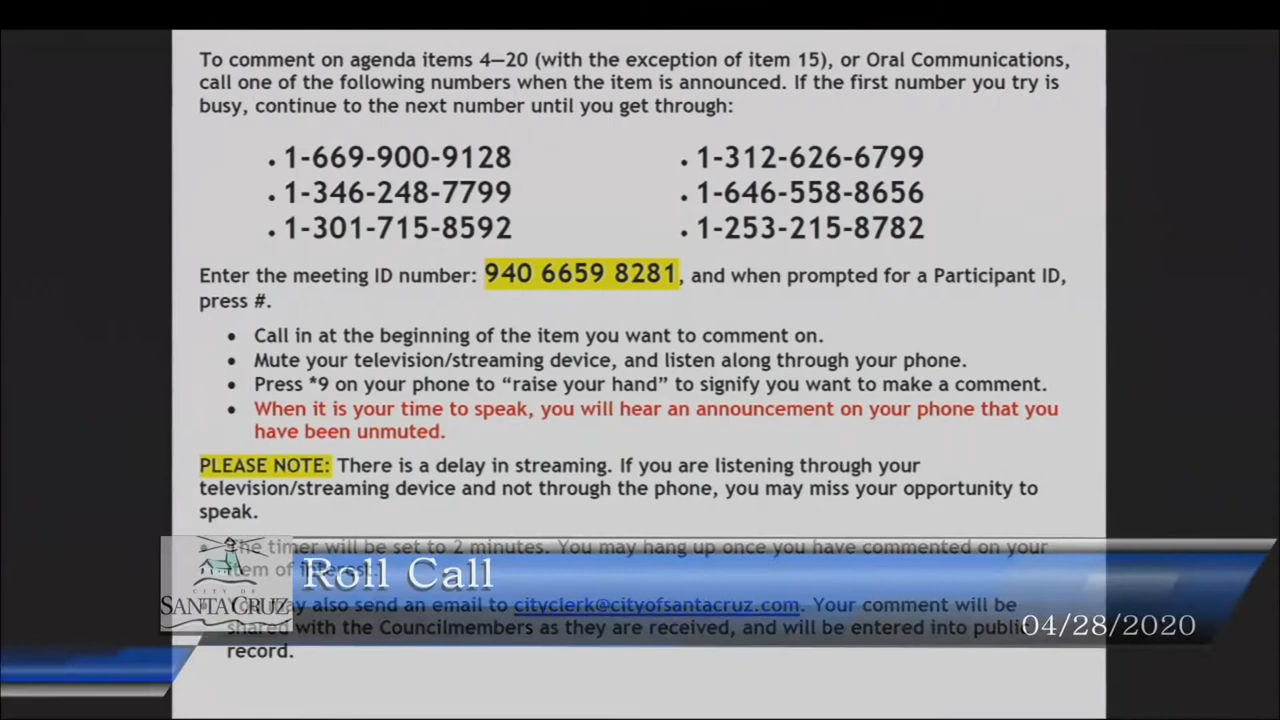 To comment on agenda items 4—20 (with the exception of item 15), or Oral Communications,
call one of the following numbers when the item is announced. If the first number you try is
busy, continue to the next number until you get through:
• 1-669-900-9128
• 1-312-626-6799
• 1-346-248-7799
• 1-646-558-8656
• 1-301-715-8592
• 1-253-215-8782
Enter the meeting ID number: 940 6659 8281, and when prompted for a Participant ID,
press #.
• Call in at the beginning of the item you want to comment on.
• Mute your television/streaming device, and listen along through your phone.
• Press *9 on your phone to “raise your hand” to signify you want to make a comment.
• When it is your time to speak, you will hear an announcement on your phone that you
have been unmuted.
PLEASE NOTE: There is a delay in streaming. If you are listening through your
television/streaming device and not through the phone, you may miss your opportunity to
speak.
• The timer will be set to 2 minutes. You may hang up once you have commented on your
item of interest.
Roll Call
CITY OF
SANTA CRUZ
may also send an email to cityclerk@cityofsantacruz.com. Your comment will be
shared with the Councilmembers as they are received, and will be entered into public
record.
04/28/2020